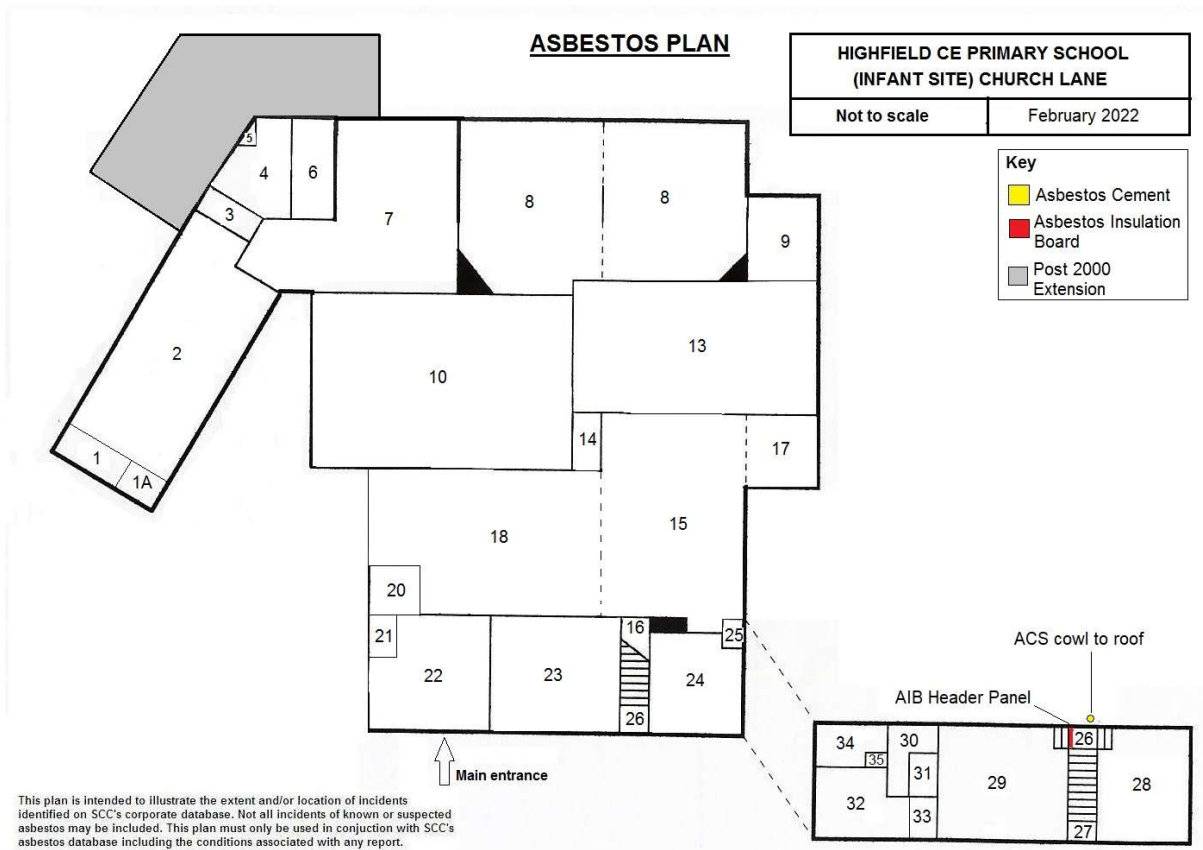 ASBESTOS PLAN
HIGHFIELD CE PRIMARY SCHOOL
(INFANT SITE) CHURCH LANE
Not to scale
February 2022
Key
Asbestos Cement
Asbestos Insulation
Board
Post 2000
Extension
5
4
6
3
7
8
8
9
2
10
13
14
17
1
1A
18
15
20
21
16
25
22
23
24
26
Main entrance
ACS cowl to roof
AIB Header Panel
34
30
26
35
31
29
28
32
33
27
This plan is intended to illustrate the extent and/or location of incidents
identified on SCC's corporate database. Not all incidents of known or suspected
asbestos may be included. This plan must only be used in conjuction with SCC's
asbestos database including the conditions associated with any report.